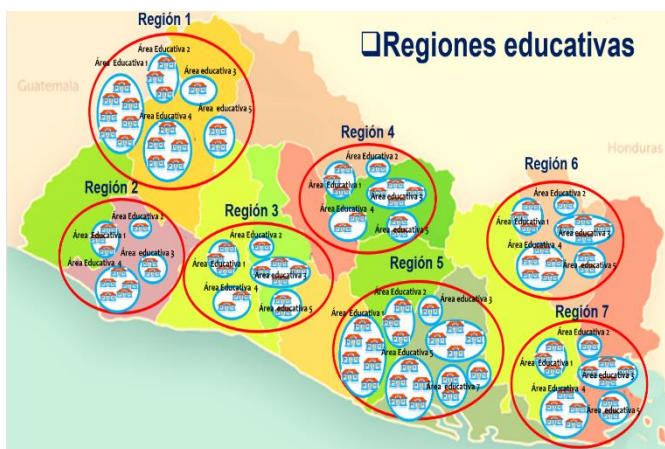 Región 1
❑Regiones educativas
Área Educativa 2
Área Educativa 1
Área educativa 3
Guatemala
Área educativa 5
Área Educativa 4
Región 4
Área Educativa 2
Honduras
Región 6
Área Educativa 1
Área educativa 3
Área Educativa 4
Área educativa 5
Área Educativa 2
Área Educativa 1
Área educativa 3
Área Educativa 4
Área educativa 5
Región 2
Área Educativa 2
Área Educativa 1
Área educativa 3
Área Educativa 4
Región 3
Área Educativa 2
Área Educativa 1
Área educativa 3
Área Educativa 4
Área educativa 5
Región 5
Área Educativa 2
Área educativa 3
Área Educativa 1
Área Educativa 5
Área educativa 7
Región 7
Área Educativa 2
Área Educativa 1
Área educativa 3
Área Educativa 4
Área educativa 5